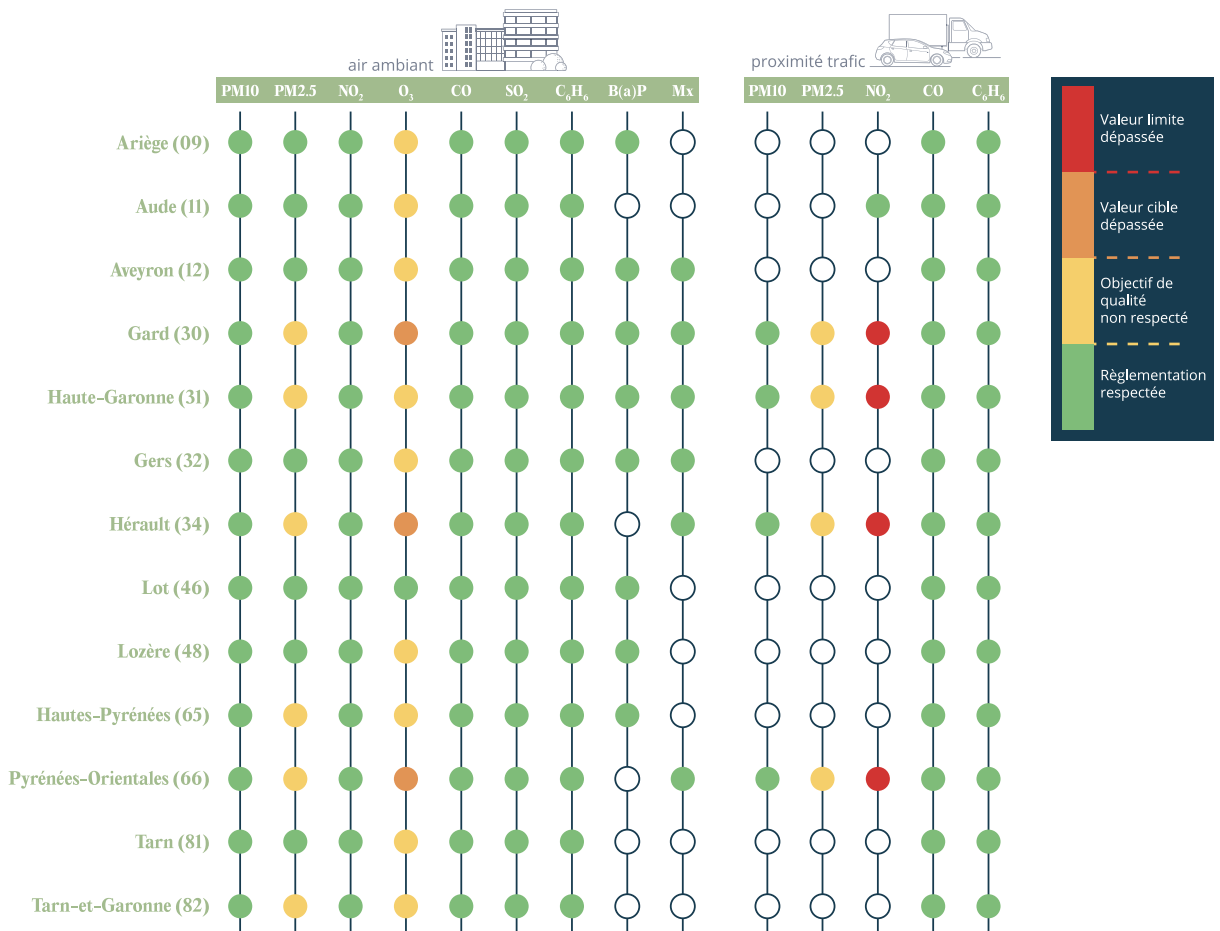 air ambiant
proximité trafic
PM10 PM2.5 NO₂ O₃ CO SO₂ C₆H₆ B(a)P Mx
PM10 PM2.5 NO₂ CO C₆H₆
Ariège (09)
Aude (11)
Aveyron (12)
Gard (30)
Haute-Garonne (31)
Gers (32)
Hérault (34)
Lot (46)
Lozère (48)
Hautes-Pyrénées (65)
Pyrénées-Orientales (66)
Tarn (81)
Tarn-et-Garonne (82)
Valeur limite
dépassée
Valeur cible
dépassée
Objectif de
qualité
non respecté
Règlementation
respectée